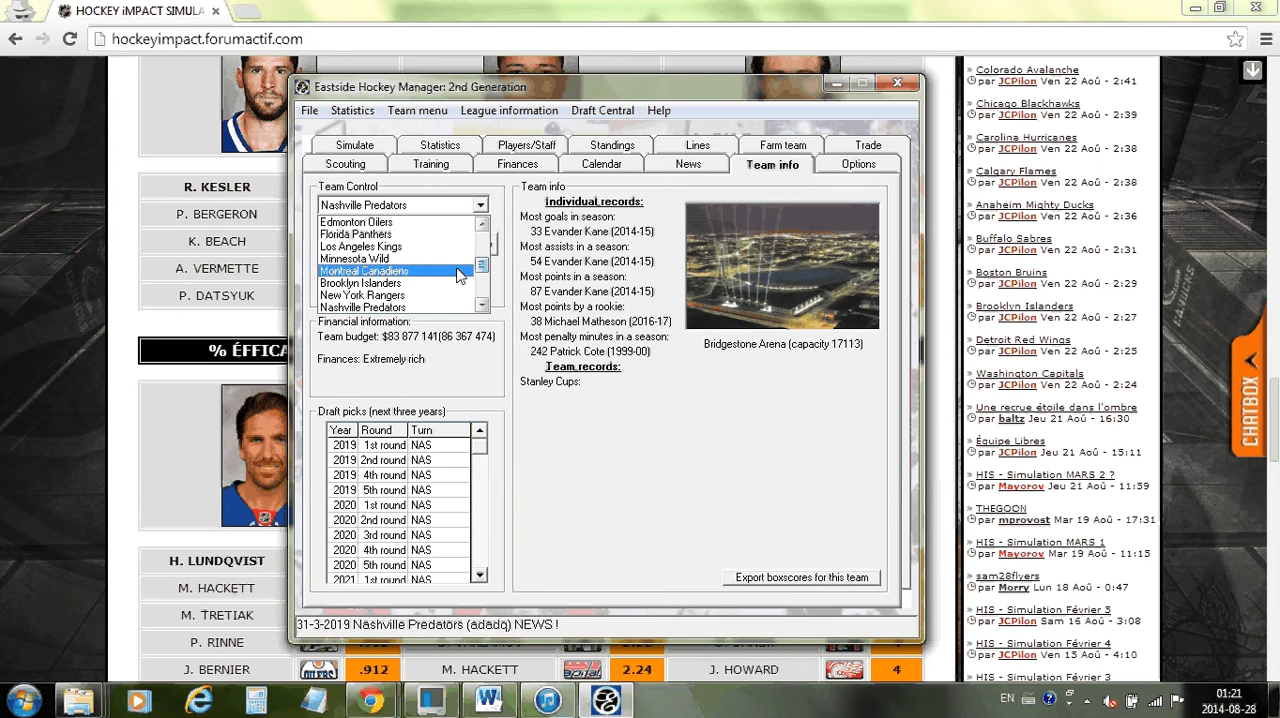 HOCKEY iMPACT SIMULA
hockeyimpact.forumactif.com
R. KESLER
P. BERGERON
K. BEACH
A. VERMETTE
P. DATSYUK
H. LUNDQVIST
M. HACKETT
M. TRETIAK
P. RINNE
J. BERNIER
.912
M. HACKETT
2.24
J. HOWARD
4
Eastside Hockey Manager: 2nd Generation
File Statistics Team menu League information Draft Central Help
Simulate Statistics Players/Staff Standings Lines Farm team Trade
Scouting Training Finances Calendar News Team info Options
Team Control
Nashville Predators
Edmonton Oilers
Florida Panthers
Los Angeles Kings
Minnesota Wild
Montreal Canadiens
Brooklyn Islanders
New York Rangers
Nashville Predators
Financial information:
Team budget: $83 877 141(86 367 474)
Finances: Extremely rich
Draft picks (next three years)
Year Round Turn
2019 1st round NAS
2019 2nd round NAS
2019 4th round NAS
2019 5th round NAS
2020 1st round NAS
2020 2nd round NAS
2020 3rd round NAS
2020 4th round NAS
2020 5th round NAS
2021 1st round NAS
Team info
Individual records:
Most goals in season:
33 Evander Kane (2014-15)
Most assists in a season:
54 Evander Kane (2014-15)
Most points in a season:
87 Evander Kane (2014-15)
Most points by a rookie:
38 Michael Matheson (2016-17)
Most penalty minutes in a season:
242 Patrick Cote (1999-00)
Team records:
Stanley Cups:
Bridgestone Arena (capacity 17113)
Export boxscores for this team
31-3-2019 Nashville Predators (adadq) NEWS !
» Colorado Avalanche
par JCPilon Ven 22 Aoû - 2:41
» Chicago Blackhawks
par JCPilon Ven 22 Aoû - 2:39
» Carolina Hurricanes
par JCPilon Ven 22 Aoû - 2:38
» Calgary Flames
par JCPilon Ven 22 Aoû - 2:38
» Anaheim Mighty Ducks
par JCPilon Ven 22 Aoû - 2:36
» Buffalo Sabres
par JCPilon Ven 22 Aoû - 2:31
» Boston Bruins
par JCPilon Ven 22 Aoû - 2:29
» Brooklyn Islanders
par JCPilon Ven 22 Aoû - 2:27
» Detroit Red Wings
par JCPilon Ven 22 Aoû - 2:25
» Washington Capitals
par JCPilon Ven 22 Aoû - 2:24
» Une recrue étoile dans l'ombre
par baltz Jeu 21 Aoû - 16:30
» Équipe Libres
par JCPilon Jeu 21 Aoû - 15:11
» HIS - Simulation MARS 2 ?
par Mayorov Jeu 21 Aoû - 11:59
» THEGOON
par mprovost Mar 19 Aoû - 17:31
» HIS - Simulation MARS 1
par Mayorov Mar 19 Aoû - 11:15
» sam28flyers
par Morry Lun 18 Aoû - 0:47
» HIS - Simulation Février 5
par JCPilon Sam 16 Aoû - 3:08
» HIS - Simulation Février 4
par JCPilon Ven 15 Aoû - 4:10
» HIS - Simulation Février 3
CHATBOX
EN
01:21
2014-08-28